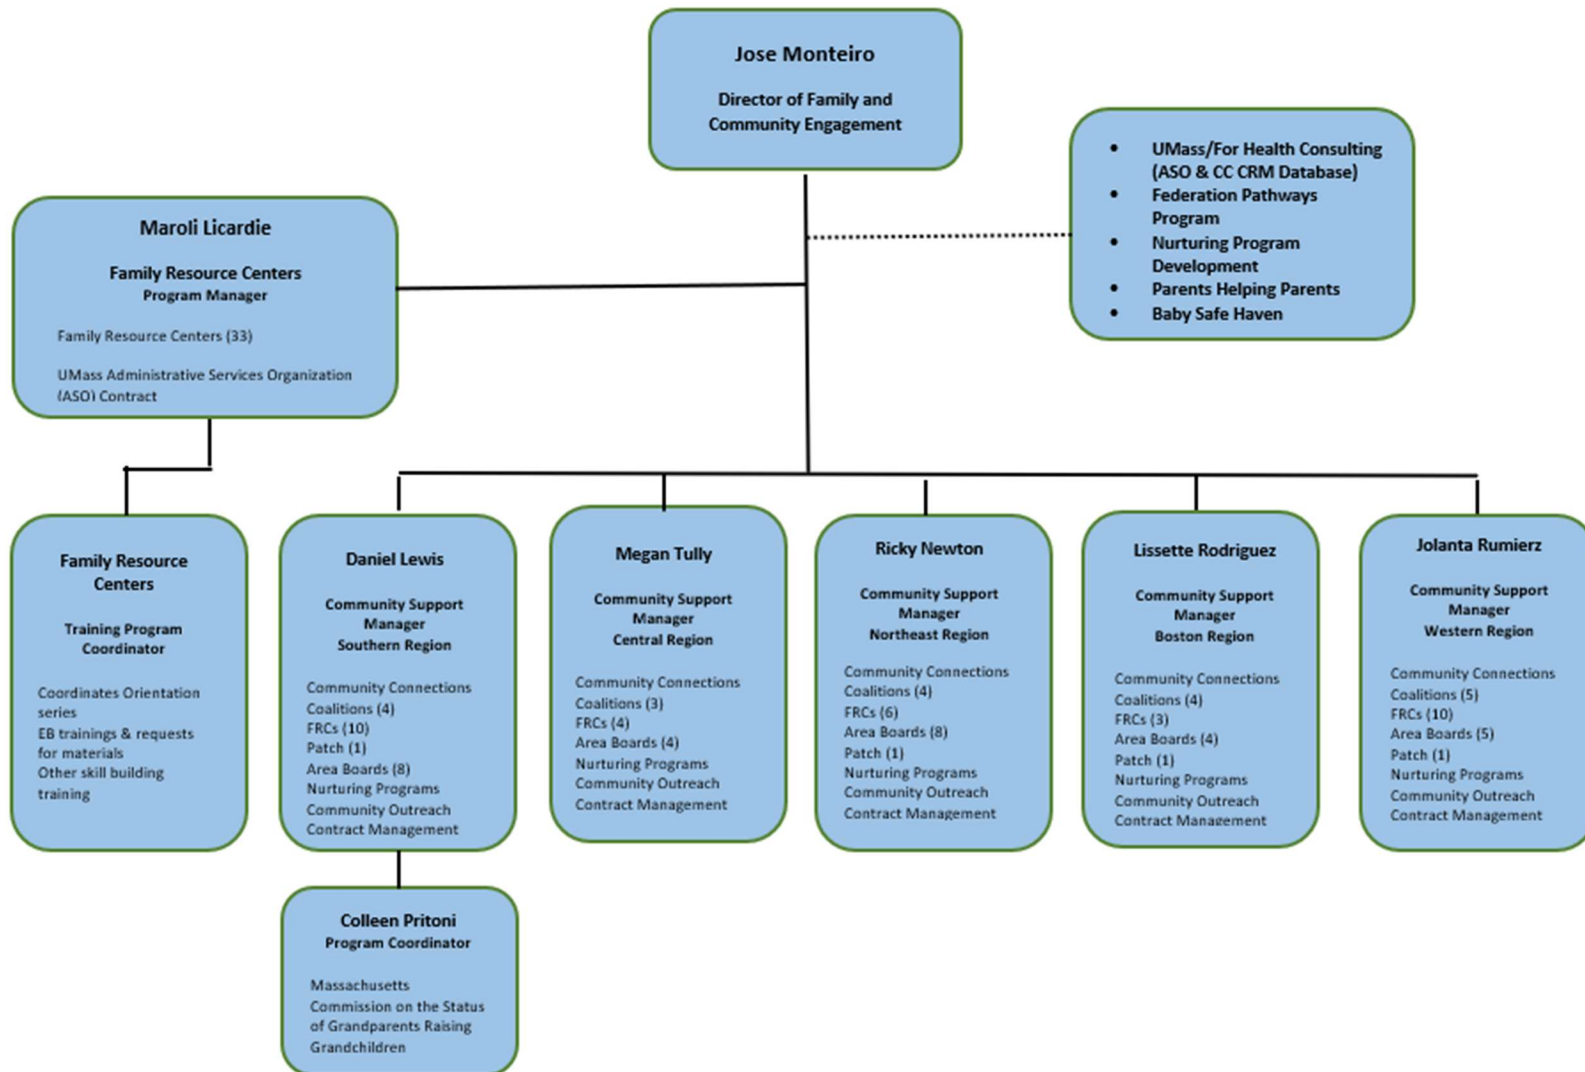 Jose Monteiro
Director of Family and
Community Engagement
• UMass/For Health Consulting
(ASO & CC CRM Database)
• Federation Pathways
Program
• Nurturing Program
Development
• Parents Helping Parents
• Baby Safe Haven
Maroli Licardie
Family Resource Centers
Program Manager
Family Resource Centers (33)
UMass Administrative Services Organization
(ASO) Contract
Family Resource
Centers
Training Program
Coordinator
Coordinates Orientation
series
EB trainings & requests
for materials
Other skill building
training
Daniel Lewis
Community Support
Manager
Southern Region
Community Connections
Coalitions (4)
FRCs (10)
Patch (1)
Area Boards (8)
Nurturing Programs
Community Outreach
Contract Management
Megan Tully
Community Support
Manager
Central Region
Community Connections
Coalitions (3)
FRCs (4)
Area Boards (4)
Nurturing Programs
Community Outreach
Contract Management
Ricky Newton
Community Support
Manager
Northeast Region
Community Connections
Coalitions (4)
FRCs (6)
Area Boards (8)
Patch (1)
Nurturing Programs
Community Outreach
Contract Management
Lissette Rodriguez
Community Support
Manager
Boston Region
Community Connections
Coalitions (4)
FRCs (3)
Area Boards (4)
Patch (1)
Nurturing Programs
Community Outreach
Contract Management
Jolanta Rumierz
Community Support
Manager
Western Region
Community Connections
Coalitions (5)
FRCs (10)
Area Boards (5)
Patch (1)
Nurturing Programs
Community Outreach
Contract Management
Colleen Pritoni
Program Coordinator
Massachusetts
Commission on the Status
of Grandparents Raising
Grandchildren